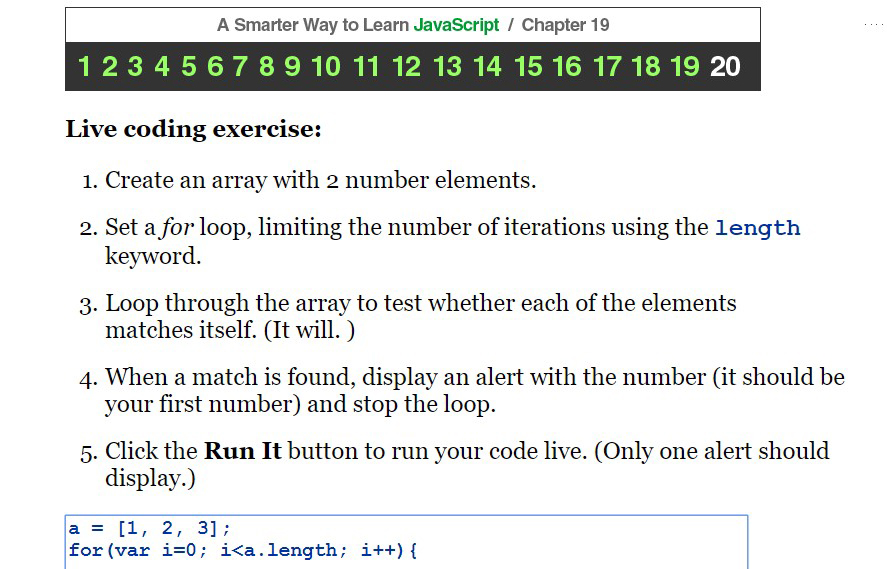 A Smarter Way to Learn JavaScript / Chapter 19
1 2 3 4 5 6 7 8 9 10 11 12 13 14 15 16 17 18 19 20
Live coding exercise:
1. Create an array with 2 number elements.
2. Set a for loop, limiting the number of iterations using the length
keyword.
3. Loop through the array to test whether each of the elements
matches itself. (It will. )
4. When a match is found, display an alert with the number (it should be
your first number) and stop the loop.
5. Click the Run It button to run your code live. (Only one alert should
display.)
a = [1, 2, 3];
for(var i=0; i<a.length; i++){